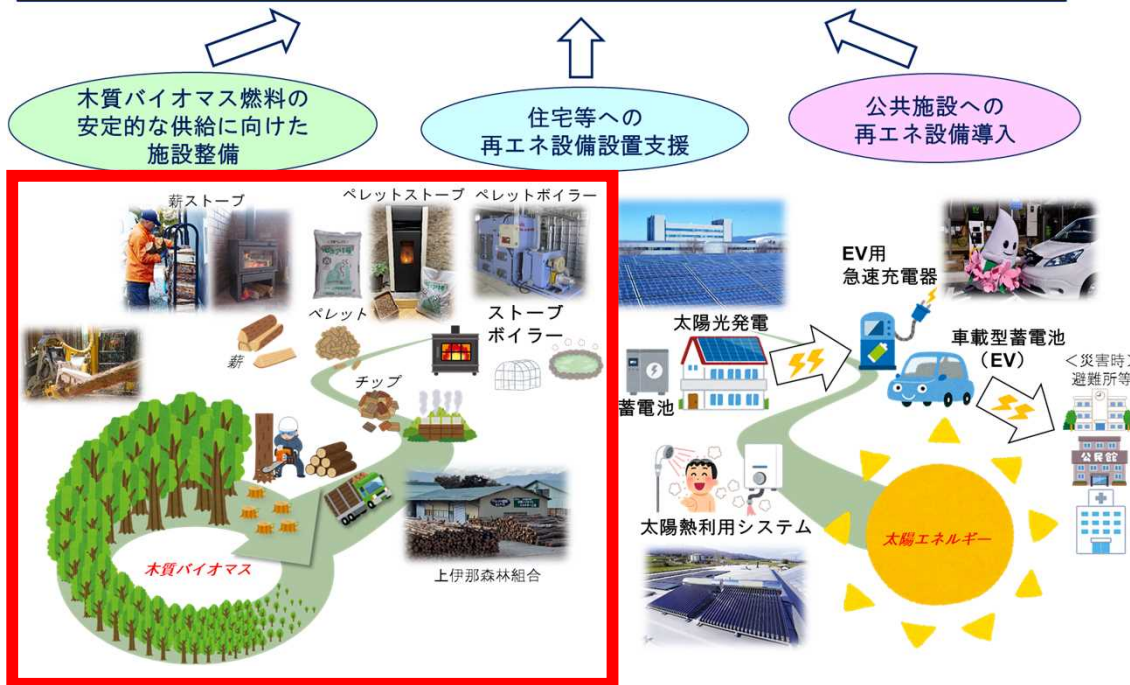 木質バイオマス燃料の
安定的な供給に向けた
施設整備
住宅等への
再エネ設備設置支援
公共施設への
再エネ設備導入
薪ストーブ
ペレットストーブ
ペレットボイラー
ストーブ
ボイラー
ペレット
薪
チップ
木質バイオマス
上伊那森林組合
太陽光発電
蓄電池
EV用
急速充電器
車載型蓄電池
（EV）
＜災害時＞
避難所等
公民館
太陽熱利用システム
太陽エネルギー